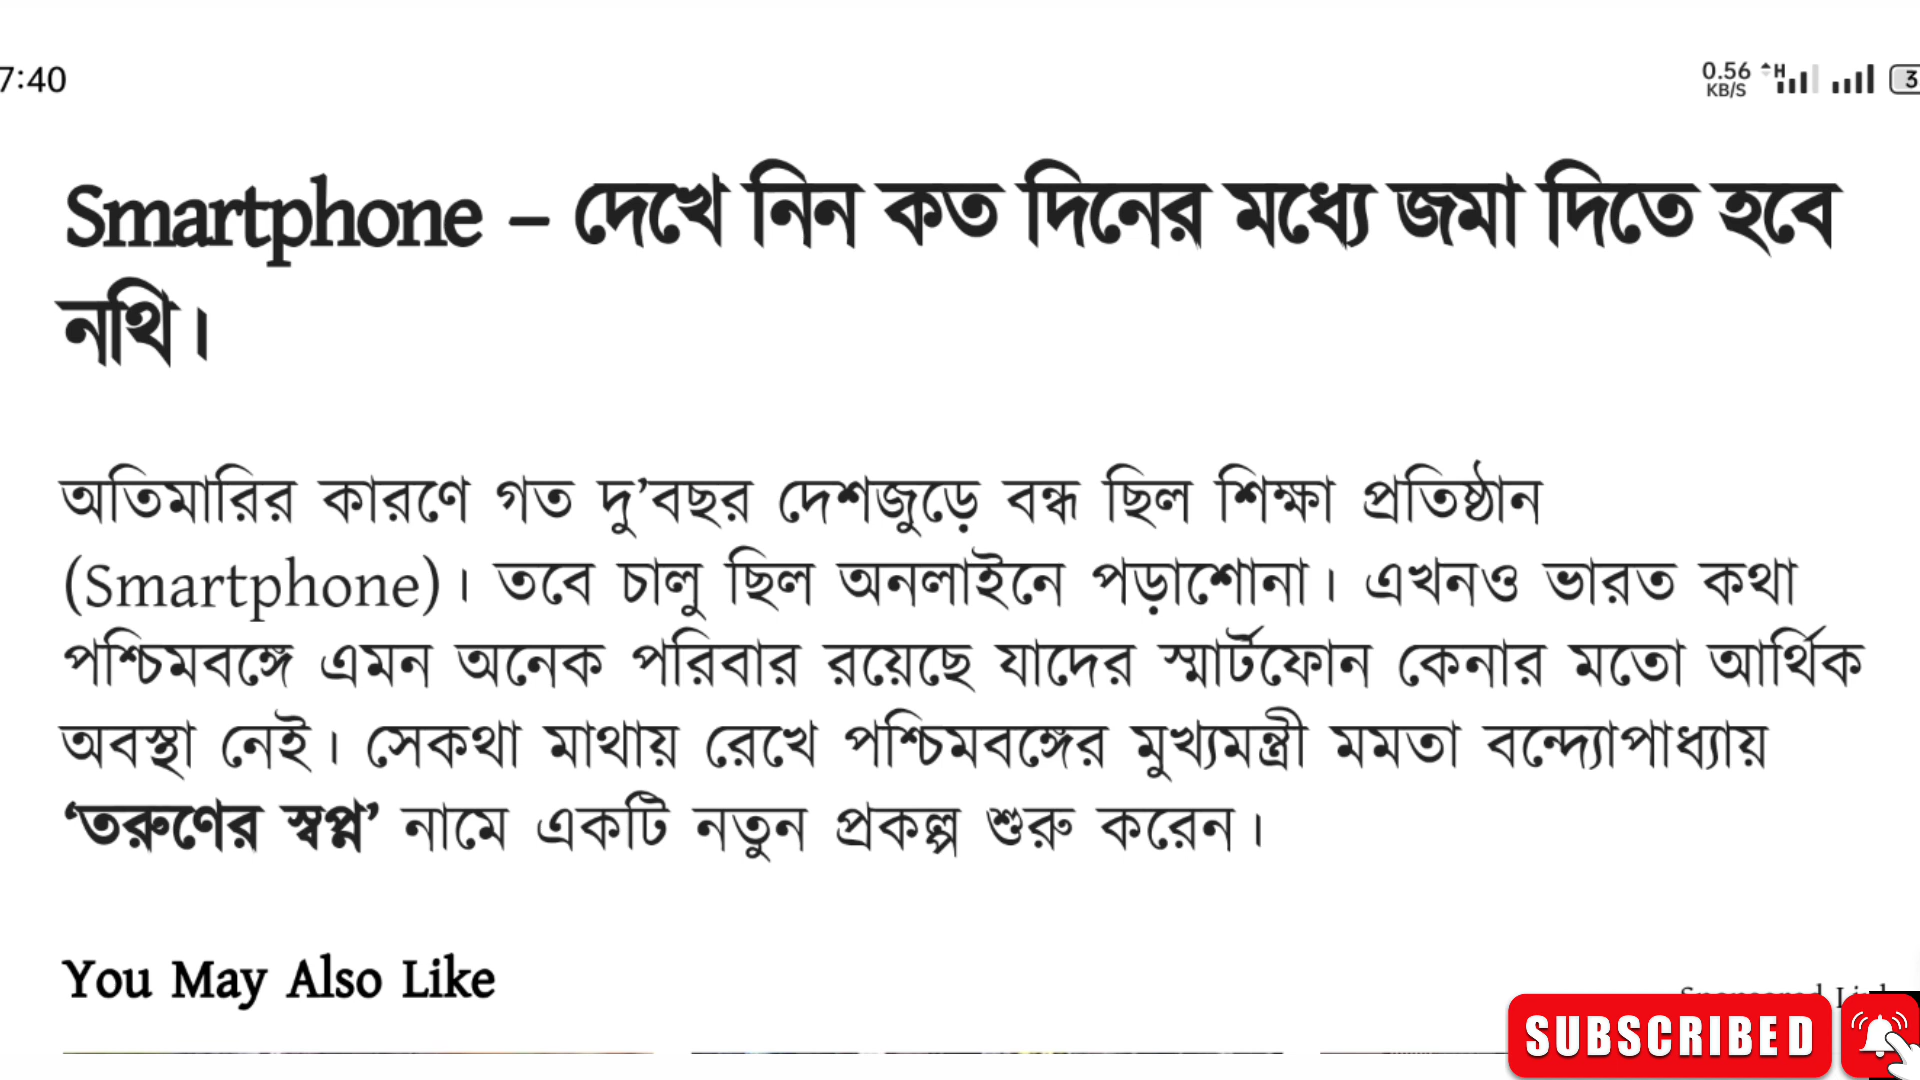 7:40
0.56 KB/S H 3
Smartphone – দেখে নিন কত দিনের মধ্যে জমা দিতে হবে
নথি।
অতিমারির কারণে গত দু’বছর দেশজুড়ে বন্ধ ছিল শিক্ষা প্রতিষ্ঠান
(Smartphone)। তবে চালু ছিল অনলাইনে পড়াশোনা। এখনও ভারত কথা
পশ্চিমবঙ্গে এমন অনেক পরিবার রয়েছে যাদের স্মার্টফোন কেনার মতো আর্থিক
অবস্থা নেই। সেকথা মাথায় রেখে পশ্চিমবঙ্গের মুখ্যমন্ত্রী মমতা বন্দ্যোপাধ্যায়
‘তরুণের স্বপ্ন’ নামে একটি নতুন প্রকল্প শুরু করেন।
You May Also Like
SUBSCRIBED